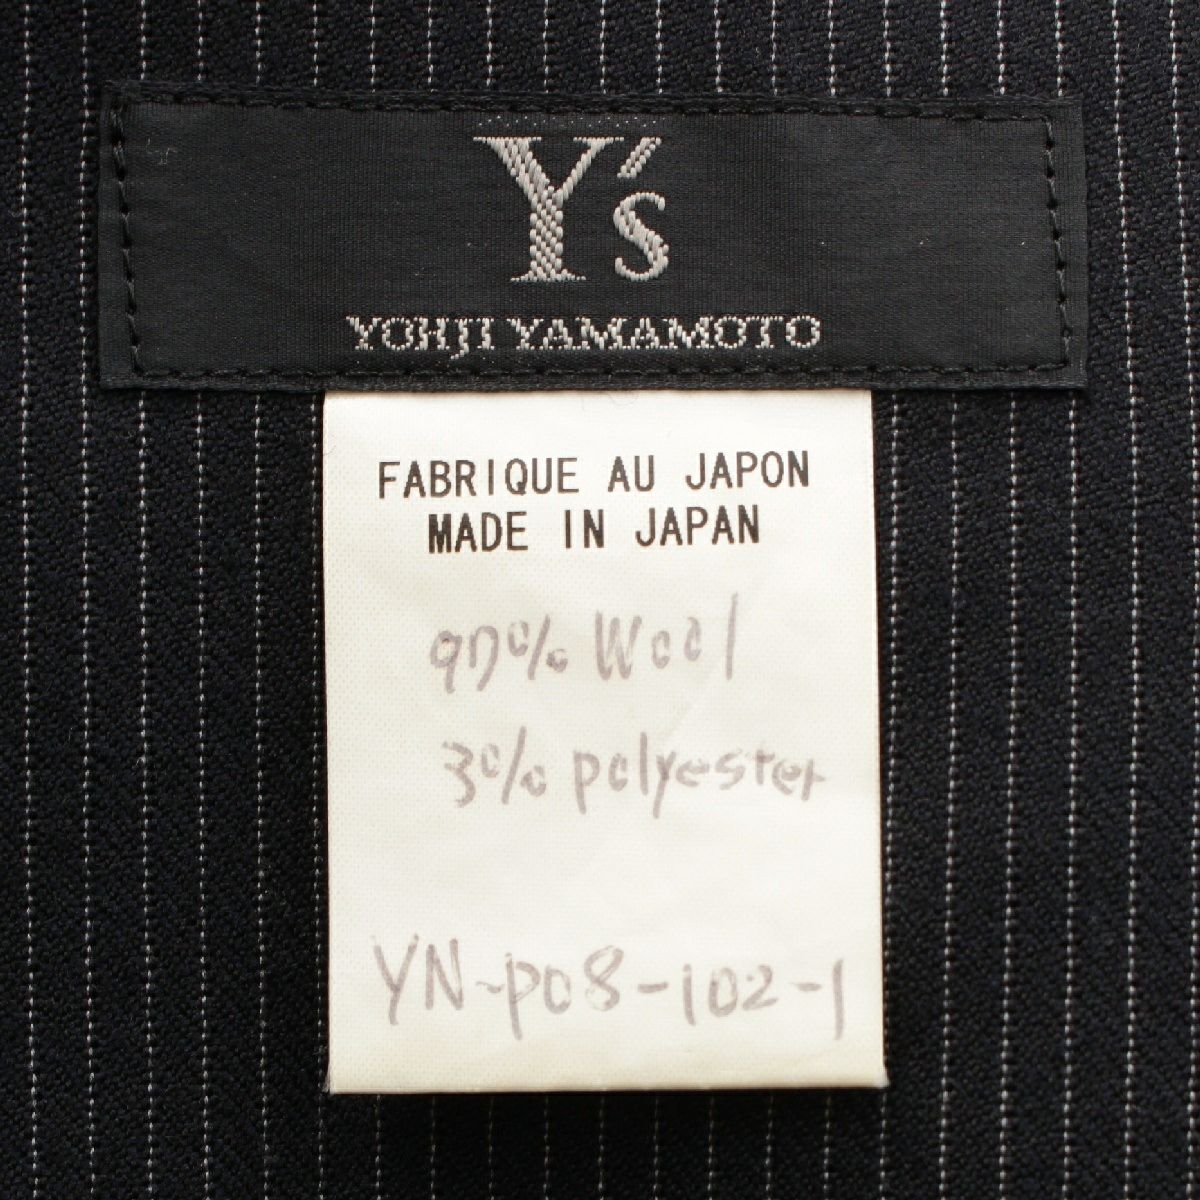 Y's
YOHJI YAMAMOTO
FABRIQUE AU JAPON
MADE IN JAPAN
97% Wool
3% polyester
YN-P08-102-1